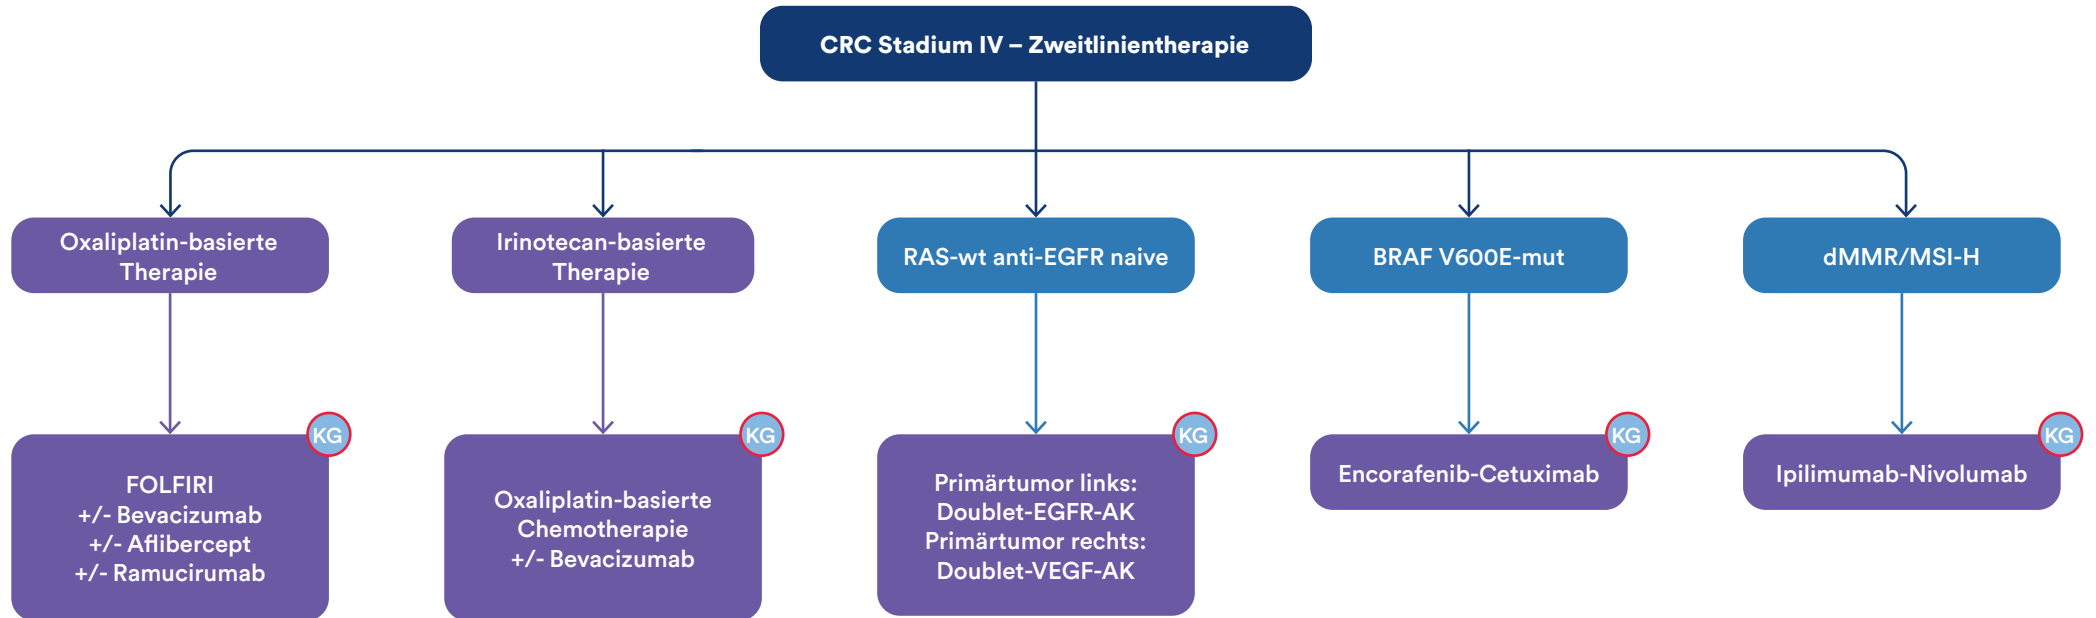 CRC Stadium IV – Zweitlinientherapie
Oxaliplatin-basierte
Therapie
Irinotecan-basierte
Therapie
RAS-wt anti-EGFR naive
BRAF V600E-mut
dMMR/MSI-H
KG
FOLFIRI
+/- Bevacizumab
+/- Aflibercept
+/- Ramucirumab
KG
Oxaliplatin-basierte
Chemotherapie
+/- Bevacizumab
KG
Primärtumor links:
Doublet-EGFR-AK
Primärtumor rechts:
Doublet-VEGF-AK
KG
Encorafenib-Cetuximab
KG
Ipilimumab-Nivolumab